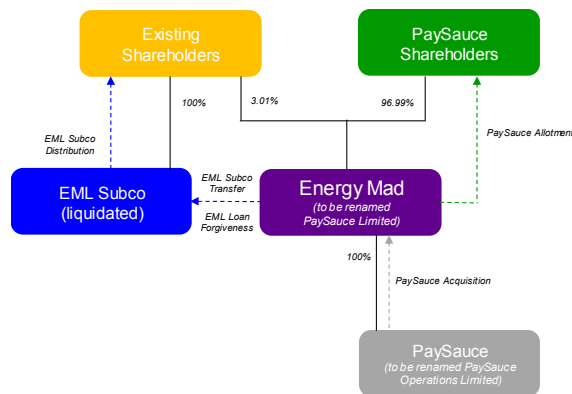 Existing
Shareholders
PaySauce
Shareholders
100%
3.01%
96.99%
EML Subco
Distribution
PaySauce Allotment
EML Subco
(liquidated)
EML Subco
Transfer
EML Loan
Forgiveness
Energy Mad
(to be renamed
PaySauce Limited)
100%
PaySauce Acquisition
PaySauce
(to be renamed PaySauce
Operations Limited)